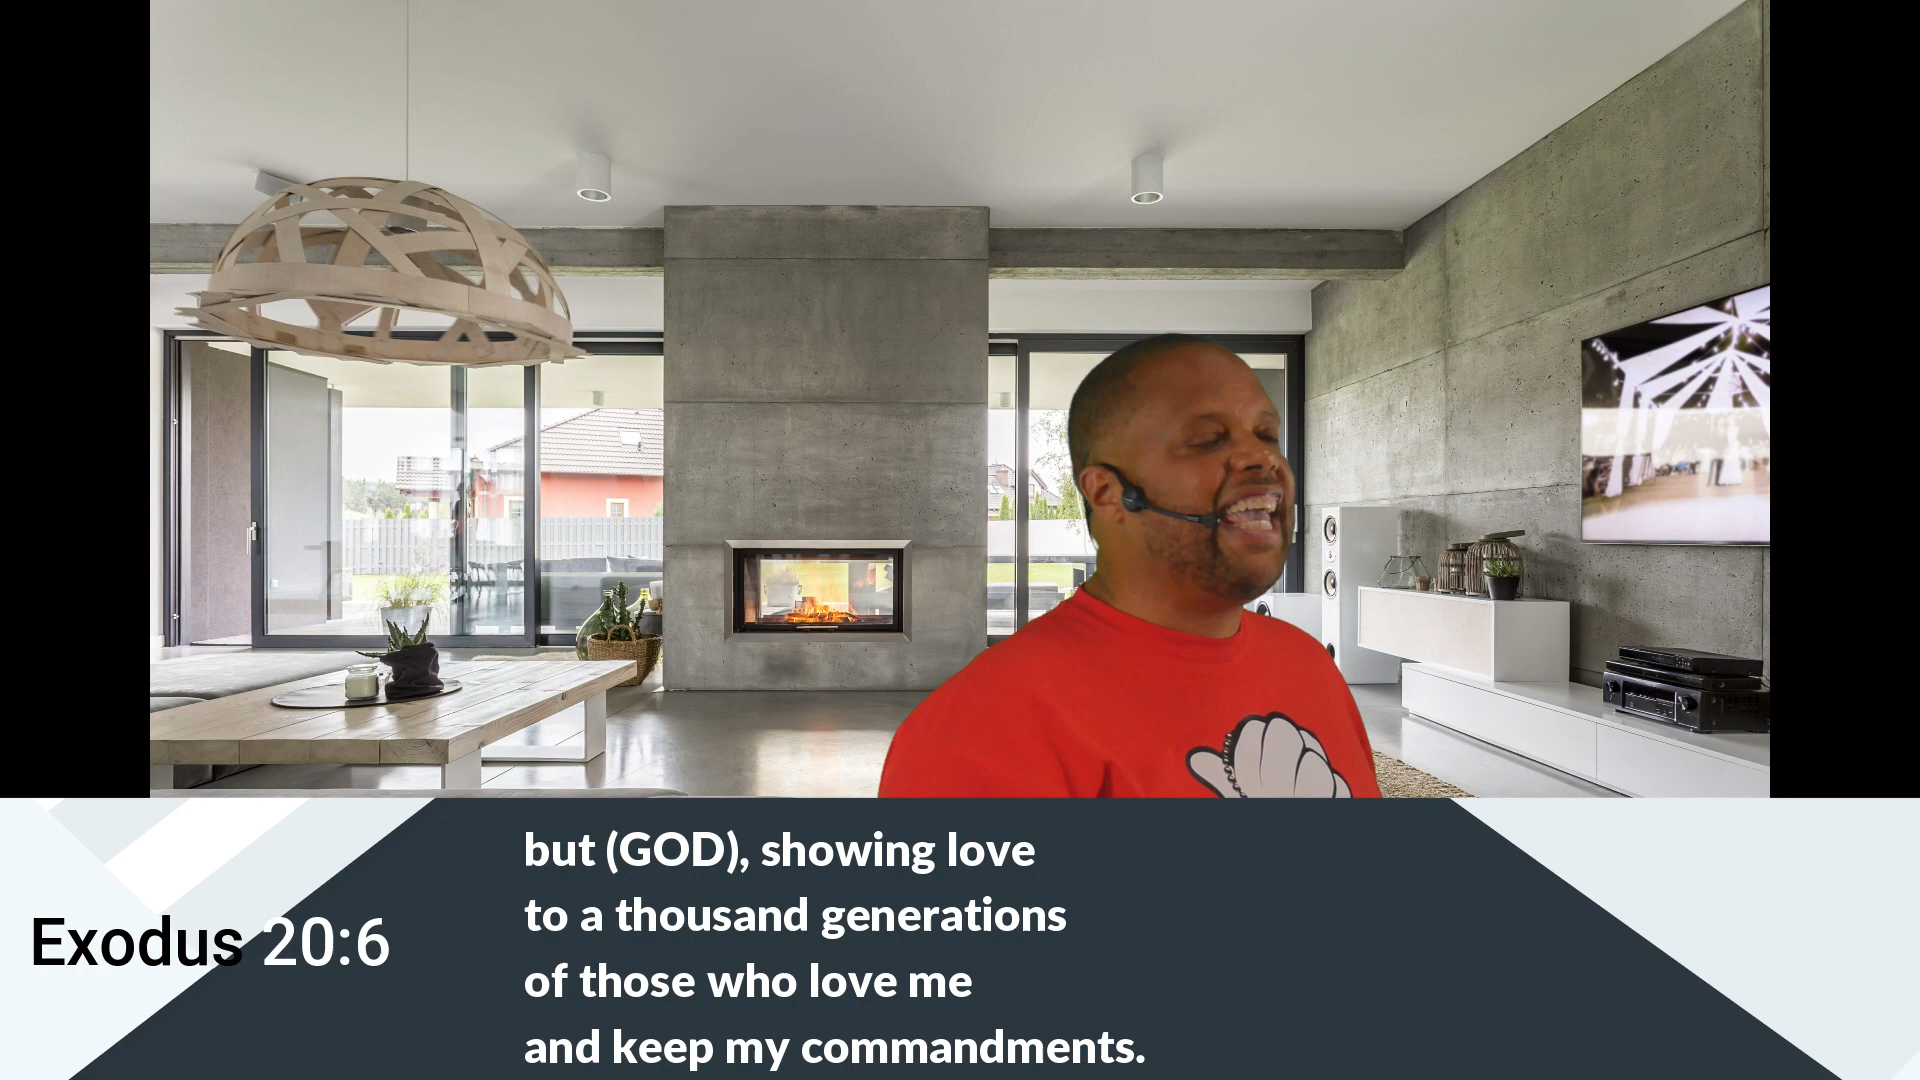 Exodus 20:6
but (GOD), showing love
to a thousand generations
of those who love me
and keep my commandments.